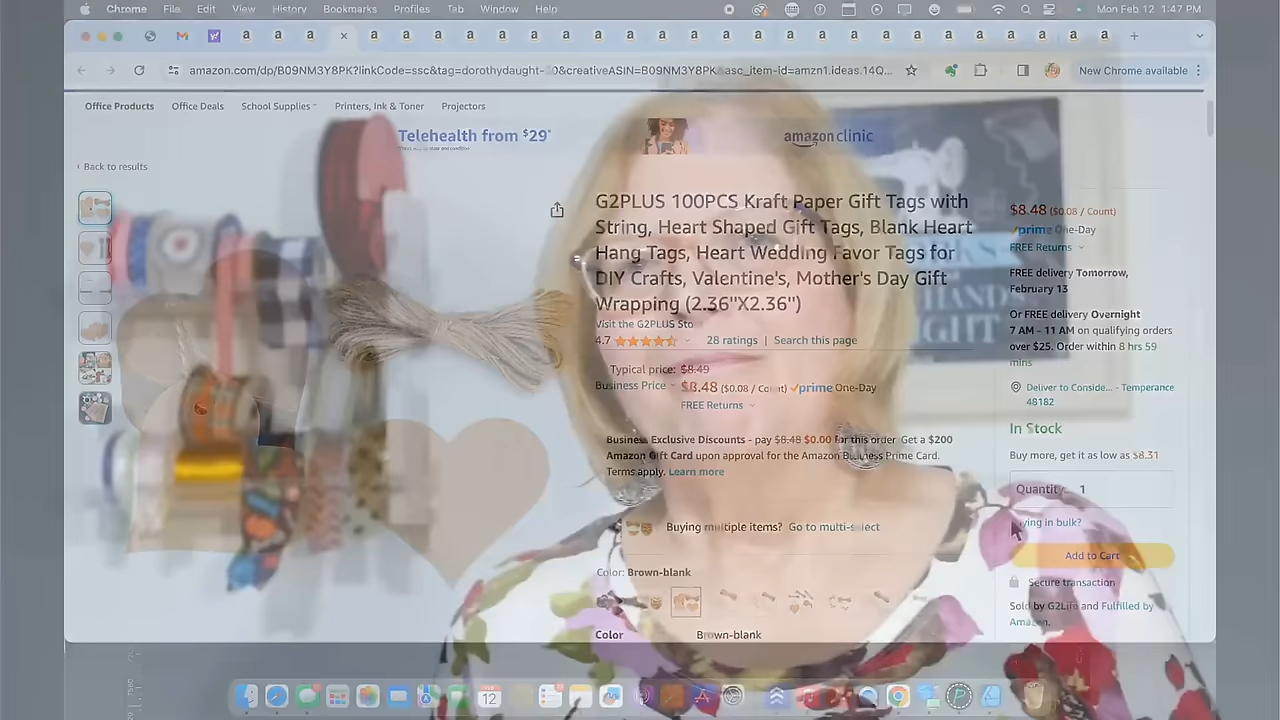 Chrome File Edit View History Bookmarks Profiles Tab Window Help
Mon Feb 12 1:47 PM
New Chrome available
Office Products Office Deals School Supplies Printers, Ink & Toner Projectors
Telehealth from $29*
amazon clinic
‹ Back to results
G2PLUS 100PCS Kraft Paper Gift Tags with
String, Heart Shaped Gift Tags, Blank Heart
Hang Tags, Heart Wedding Favor Tags for
DIY Crafts, Valentine's, Mother's Day Gift
Wrapping (2.36''X2.36'')
Visit the G2PLUS Sto
4.7 28 ratings | Search this page
Typical price: $8.49
Business Price $8.48 ($0.08 / Count) prime One-Day
FREE Returns
Business Exclusive Discounts - pay $8.48 $0.00 for this order Get a $200
Amazon Gift Card upon approval for the Amazon Business Prime Card.
Terms apply. Learn more
Buying multiple items? Go to multi-select
Color: Brown-blank
Color Brown-blank
$8.48 ($0.08 / Count)
prime One-Day
FREE Returns
FREE delivery Tomorrow,
February 13
Or FREE delivery Overnight
7 AM - 11 AM on qualifying orders
over $25. Order within 8 hrs 59
mins
Deliver to Conside... - Temperance
48182
In Stock
Buy more, get it as low as $8.31
Quantity: 1
ying in bulk?
Add to Cart
Secure transaction
Sold by G2Life and Fulfilled by
Amazon.
HANDS
12